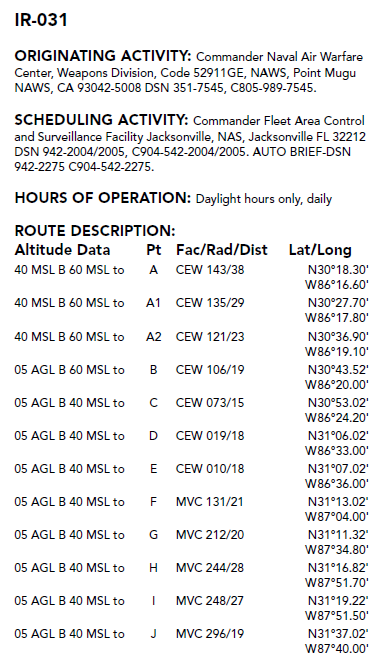 IR-031
ORIGINATING ACTIVITY: Commander Naval Air Warfare
Center, Weapons Division, Code 52911GE, NAWS, Point Mugu
NAWS, CA 93042-5008 DSN 351-7545, C805-989-7545.
SCHEDULING ACTIVITY: Commander Fleet Area Control
and Surveillance Facility Jacksonville, NAS, Jacksonville FL 32212
DSN 942-2004/2005, C904-542-2004/2005. AUTO BRIEF-DSN
942-2275 C904-542-2275.
HOURS OF OPERATION: Daylight hours only, daily
ROUTE DESCRIPTION:
Altitude Data Pt Fac/Rad/Dist Lat/Long
40 MSL B 60 MSL to A CEW 143/38 N30°18.30'
W86°16.60'
40 MSL B 60 MSL to A1 CEW 135/29 N30°27.70'
W86°17.80'
40 MSL B 60 MSL to A2 CEW 121/23 N30°36.90'
W86°19.10'
05 AGL B 60 MSL to B CEW 106/19 N30°43.52'
W86°20.00'
05 AGL B 40 MSL to C CEW 073/15 N30°53.02'
W86°24.20'
05 AGL B 40 MSL to D CEW 019/18 N31°06.02'
W86°33.00'
05 AGL B 40 MSL to E CEW 010/18 N31°07.02'
W86°36.00'
05 AGL B 40 MSL to F MVC 131/21 N31°13.02'
W87°04.00'
05 AGL B 40 MSL to G MVC 212/20 N31°11.32'
W87°34.80'
05 AGL B 40 MSL to H MVC 244/28 N31°16.82'
W87°51.70'
05 AGL B 40 MSL to I MVC 248/27 N31°19.22'
W87°51.50'
05 AGL B 40 MSL to J MVC 296/19 N31°37.02'
W87°40.00'